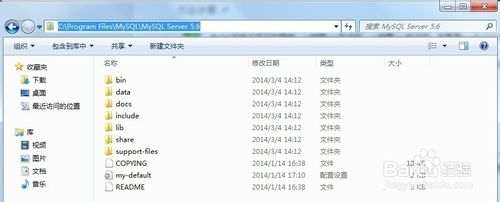 C:\Program Files\MySQL\MySQL Server 5.6
搜索 MySQL Server 5.6
组织 包含到库中 共享 新建文件夹
收藏夹
下载
桌面
最近访问的位置
库
视频
图片
文档
音乐
名称 修改日期 类型 大小
bin 2014/3/4 14:12 文件夹
data 2014/3/4 14:12 文件夹
docs 2014/3/4 14:12 文件夹
include 2014/3/4 14:12 文件夹
lib 2014/3/4 14:12 文件夹
share 2014/3/4 14:12 文件夹
support-files 2014/3/4 14:12 文件夹
COPYING 2014/1/14 16:38 文件 KB
my-default 2014/1/14 17:10 配置设置 KB
README 2014/1/14 16:38 文件 KB
Baidu 经验
jingyan.baidu.com